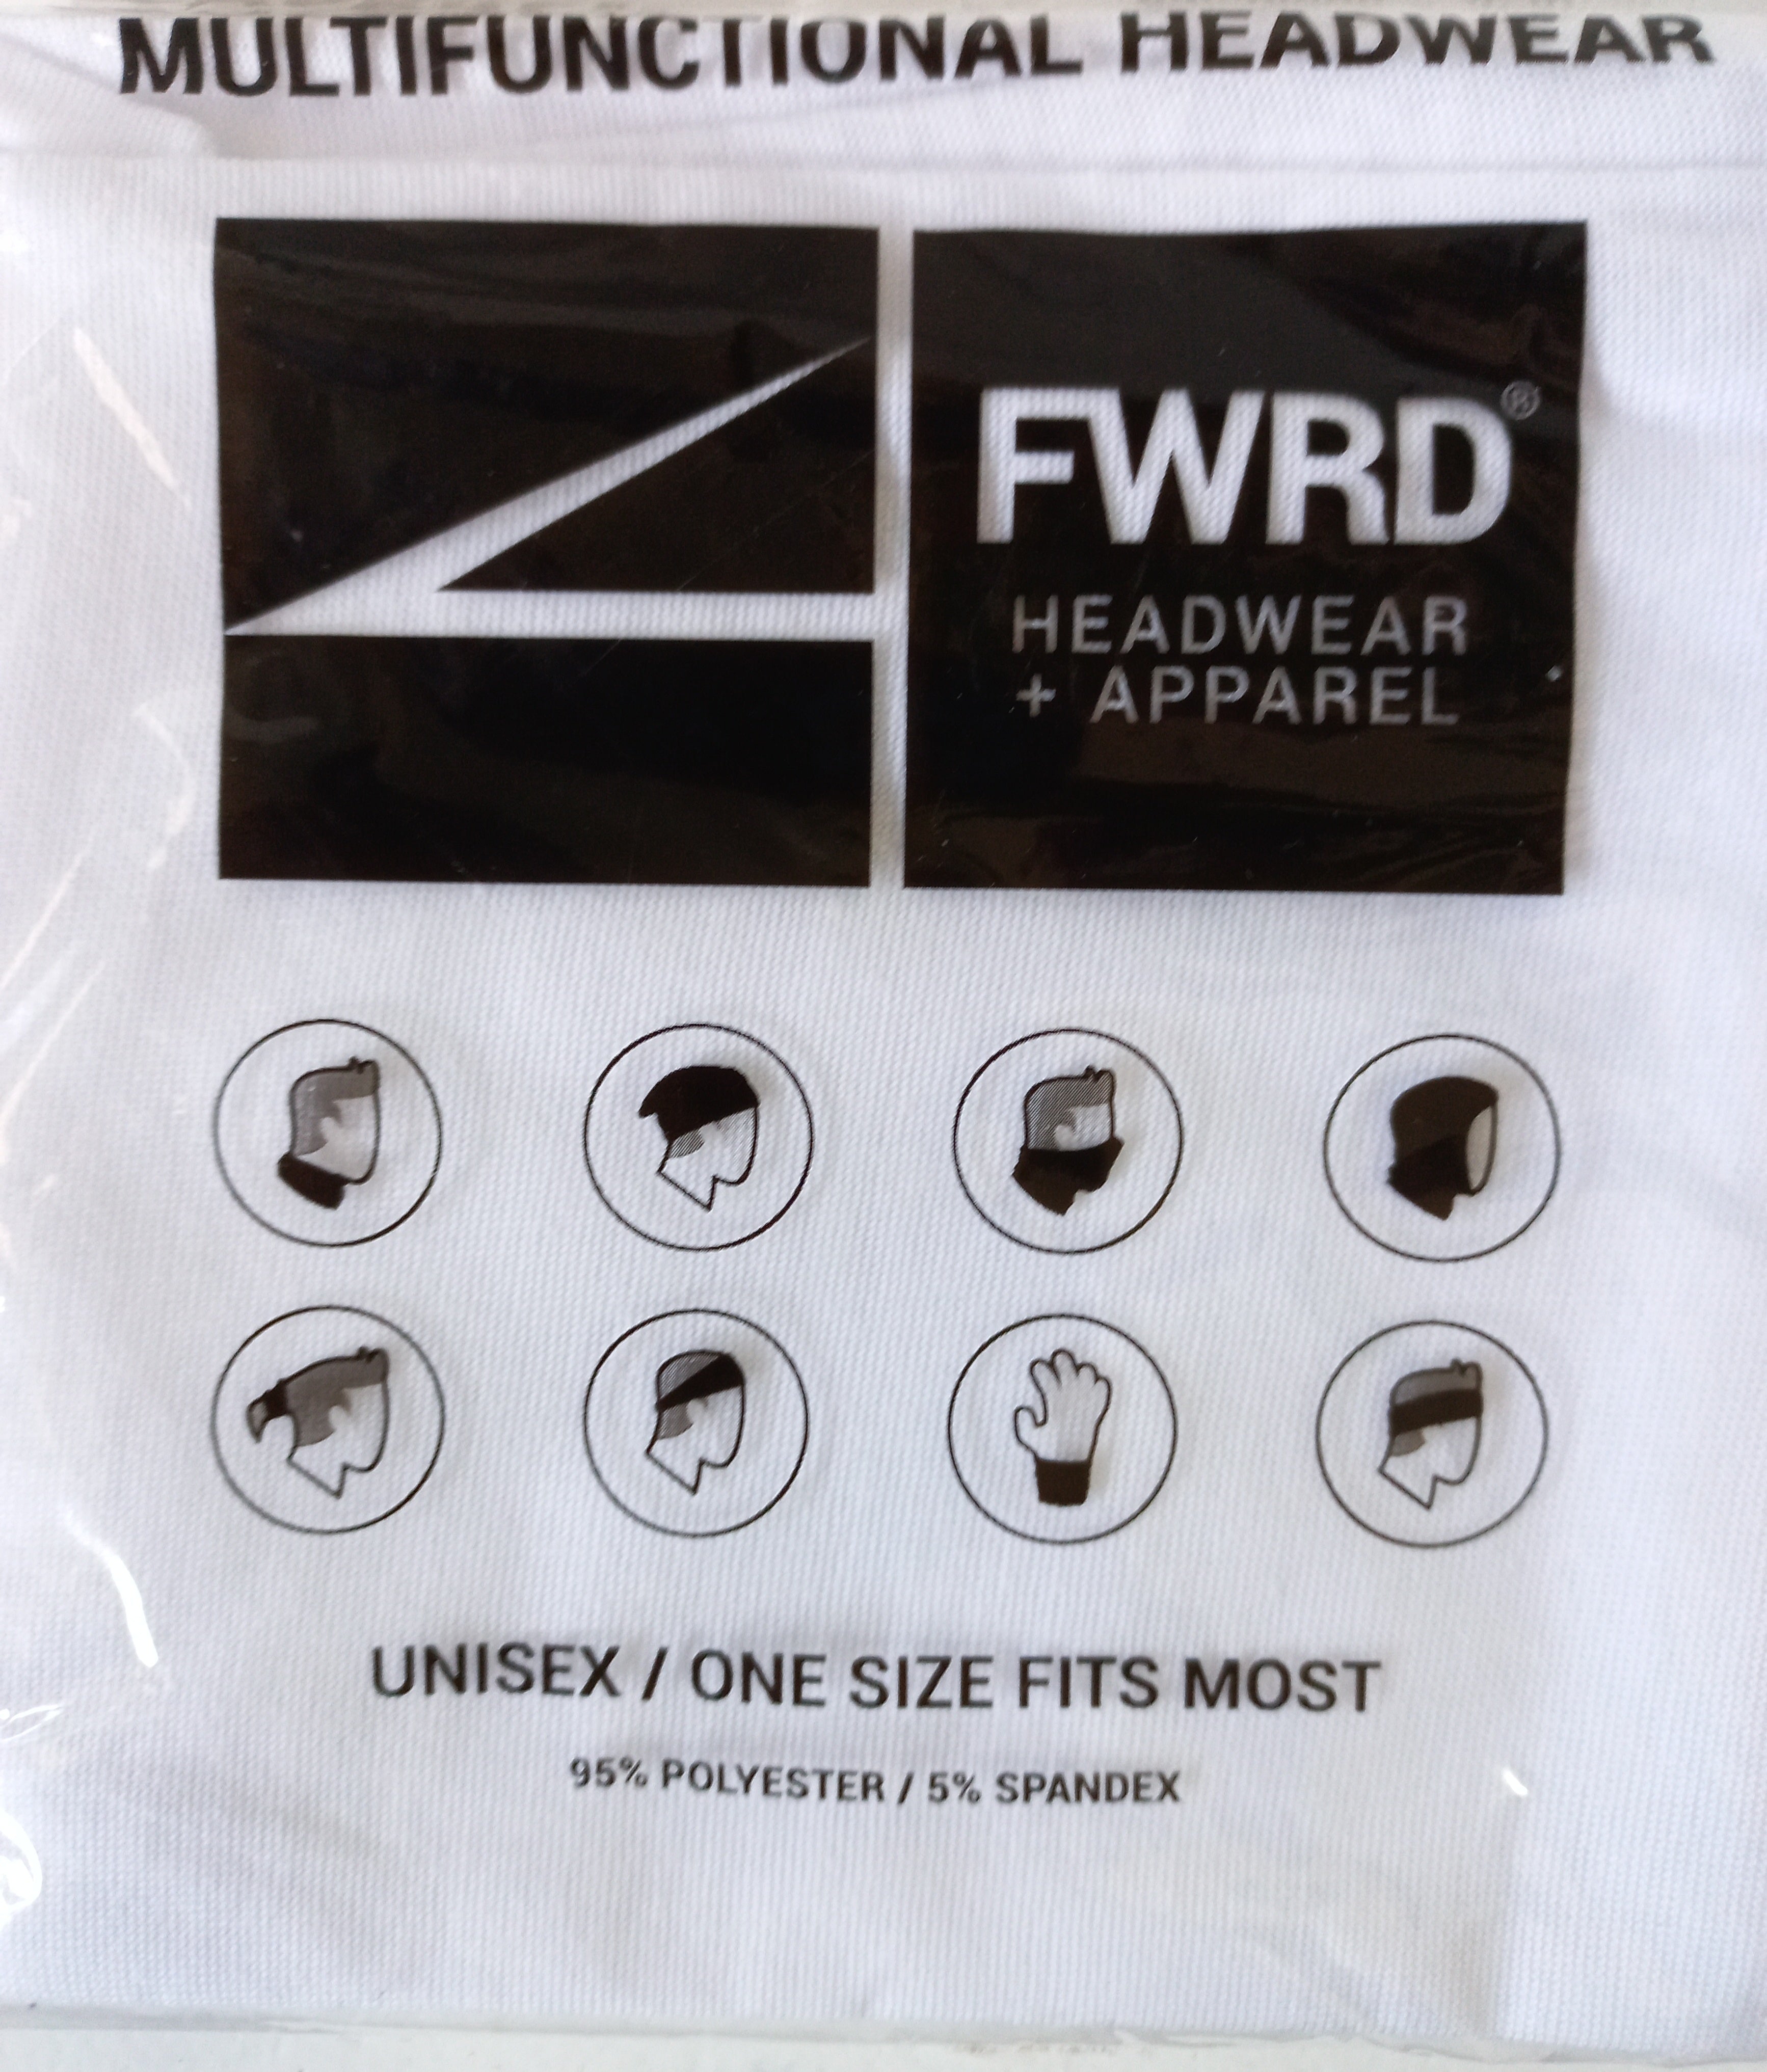 MULTIFUNCTIONAL HEADWEAR
FWRD®
HEADWEAR
+ APPAREL
UNISEX / ONE SIZE FITS MOST
95% POLYESTER / 5% SPANDEX